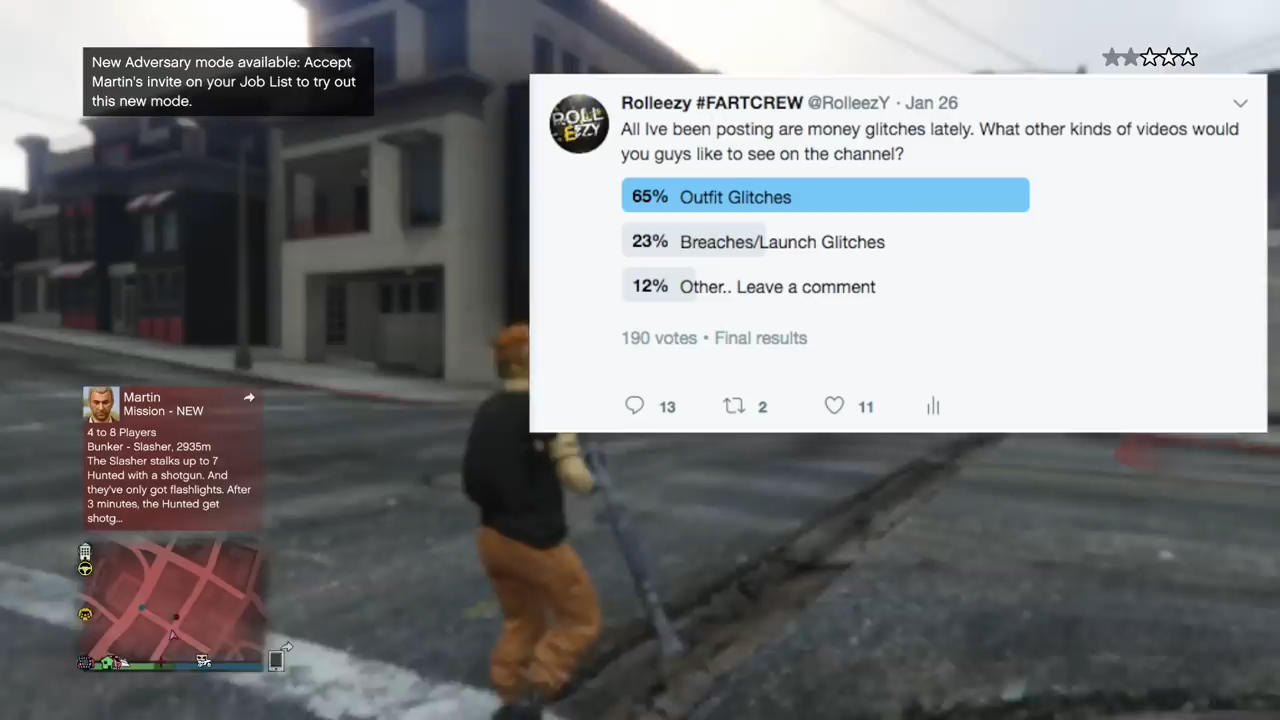 New Adversary mode available: Accept
Martin's invite on your Job List to try out
this new mode.
Rolleezy #FARTCREW @RolleezY · Jan 26
All Ive been posting are money glitches lately. What other kinds of videos would
you guys like to see on the channel?
65% Outfit Glitches
23% Breaches/Launch Glitches
12% Other.. Leave a comment
190 votes • Final results
13 2 11
ROLL
EEZY
Martin
Mission - NEW
4 to 8 Players
Bunker - Slasher, 2935m
The Slasher stalks up to 7
Hunted with a shotgun. And
they've only got flashlights. After
3 minutes, the Hunted get
shotg...